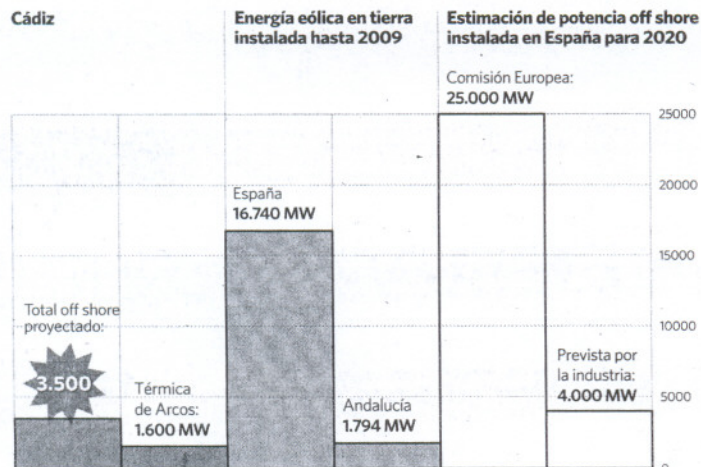 Cádiz
Energía eólica en tierra
instalada hasta 2009
Estimación de potencia off shore
instalada en España para 2020
Comisión Europea:
25.000 MW
25000
20000
España
16.740 MW
15000
Total off shore
proyectado:
10000
3.500
Térmica
de Arcos:
1.600 MW
Andalucía
1.794 MW
Prevista por
la industria:
4.000 MW
5000
0